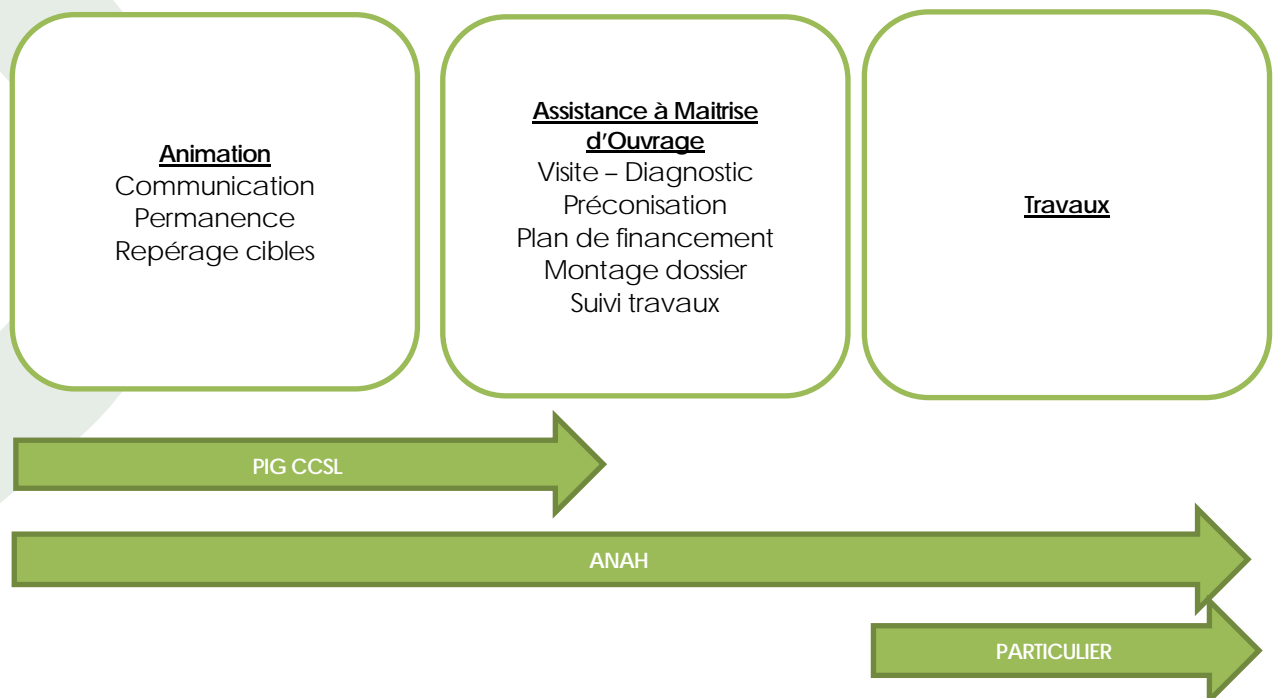 Animation
Communication
Permanence
Repérage cibles
Assistance à Maitrise
d'Ouvrage
Visite – Diagnostic
Préconisation
Plan de financement
Montage dossier
Suivi travaux
Travaux
PIG CCSL
ANAH
PARTICULIER